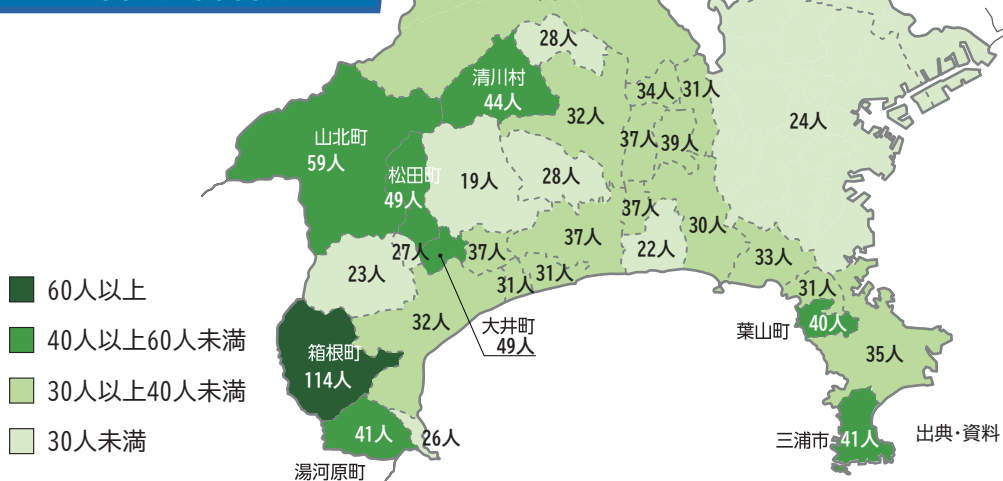 28人
清川村
44人
34人
31人
32人
24人
山北町
59人
37人
39人
松田町
49人
19人
28人
37人
30人
27人
37人
37人
22人
33人
23人
31人
31人
31人
60人以上
40人以上60人未満
32人
大井町
49人
葉山町
40人
箱根町
114人
35人
30人以上40人未満
30人未満
41人
26人
湯河原町
三浦市
41人
出典・資料